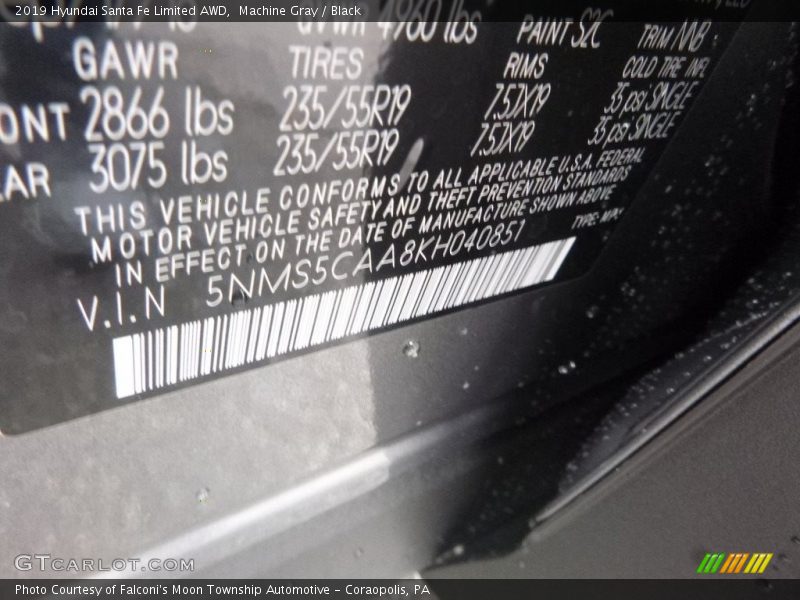 2019 Hyundai Santa Fe Limited AWD, Machine Gray / Black
GVWR 4960 lbs PAINT S2C TRIM NNB
GAWR TIRES RIMS COLD TIRE INFL
2866 lbs 235/55R19 7.5JX19 35 psi SINGLE
3075 lbs 235/55R19 7.5JX19 35 psi SINGLE
THIS VEHICLE CONFORMS TO ALL APPLICABLE U.S.A. FEDERAL
MOTOR VEHICLE SAFETY AND THEFT PREVENTION STANDARDS
IN EFFECT ON THE DATE OF MANUFACTURE SHOWN ABOVE
V.I.N 5NMS5CAA8KH040851 TYPE: MPV
GTCARLOT.COM
Photo Courtesy of Falconi's Moon Township Automotive - Coraopolis, PA